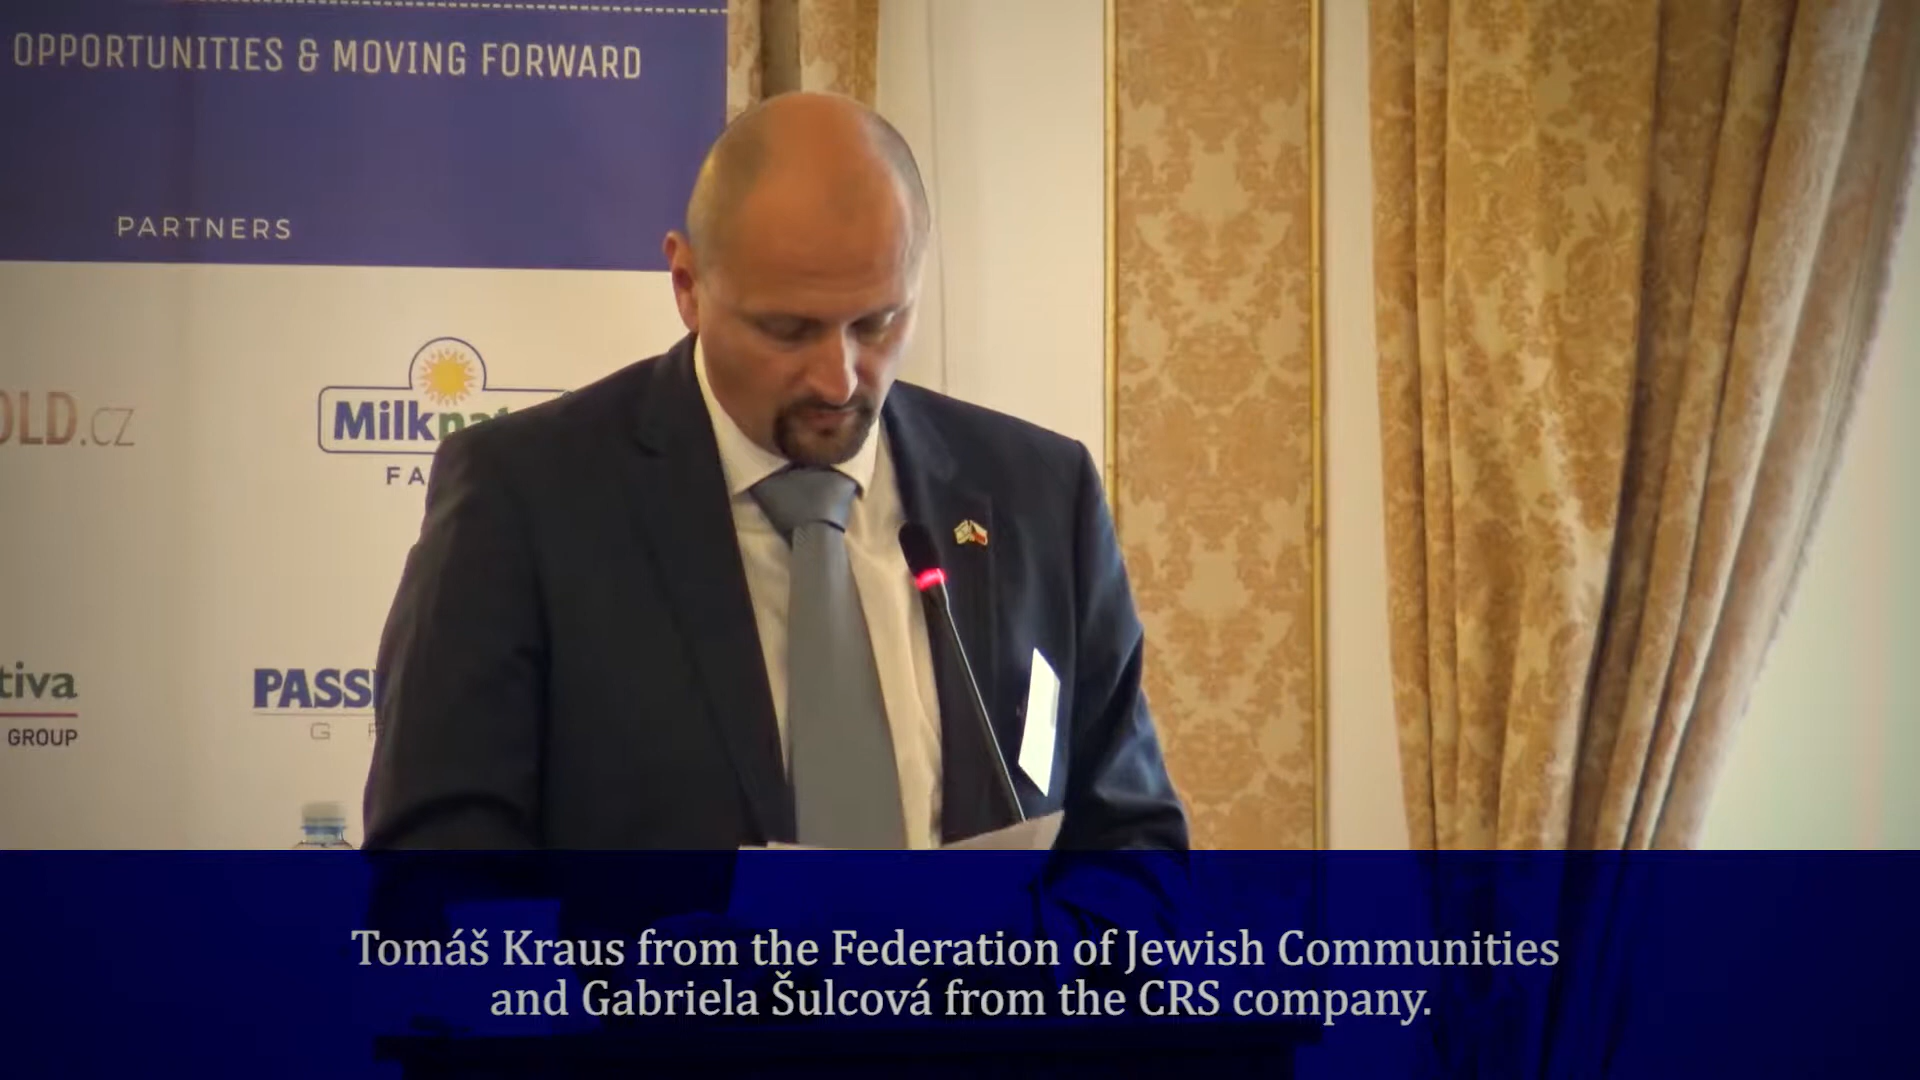 OPPORTUNITIES & MOVING FORWARD
PARTNERS
OLD.CZ
Milk
FA
tiva
GROUP
PASS
G
Tomáš Kraus from the Federation of Jewish Communities
and Gabriela Šulcová from the CRS company.